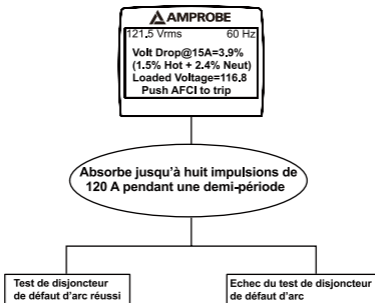 AMPROBE
121.5 Vrms 60 Hz
Volt Drop@15A=3.9%
(1.5% Hot + 2.4% Neut)
Loaded Voltage=116.8
Push AFCI to trip
Absorbe jusqu'à huit impulsions de
120 A pendant une demi-période
Test de disjoncteur
de défaut d'arc réussi
Echec du test de disjoncteur
de défaut d'arc